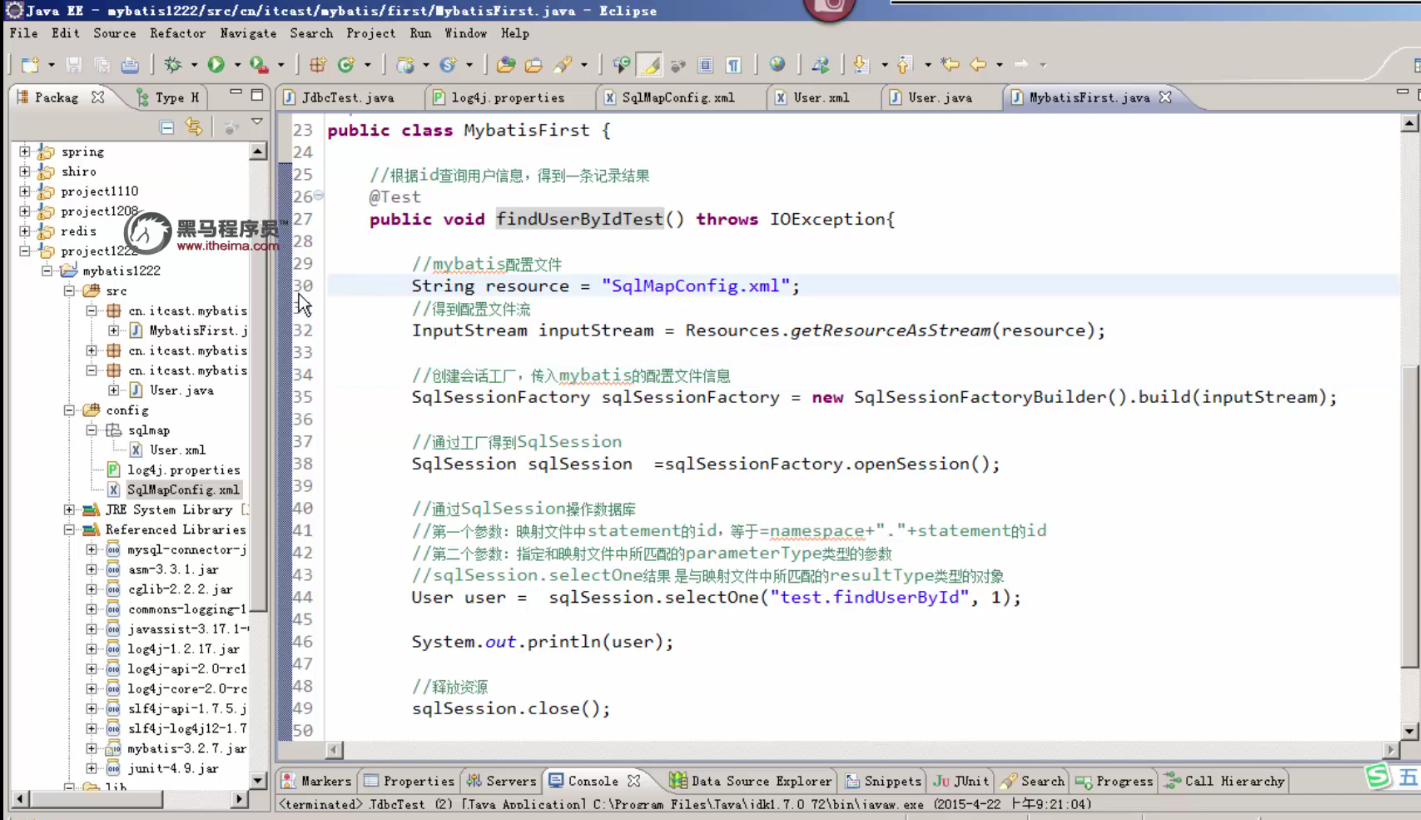 Java EE - mybatis1222/src/cn/itcast/mybatis/first/MybatisFirst.java - Eclipse
File Edit Source Refactor Navigate Search Project Run Window Help
Packag Type H
JdbcTest.java log4j.properties SqlMapConfig.xml User.xml User.java MybatisFirst.java
spring
shiro
project1110
project1208
redis
project1222
mybatis1222
src
cn.itcast.mybatis
MybatisFirst.j
cn.itcast.mybatis
cn.itcast.mybatis
User.java
config
sqlmap
User.xml
log4j.properties
SqlMapConfig.xml
JRE System Library [
Referenced Libraries
mysql-connector-j
asm-3.3.1.jar
cglib-2.2.2.jar
commons-logging-1
javassist-3.17.1-
log4j-1.2.17.jar
log4j-api-2.0-rc1
log4j-core-2.0-rc
slf4j-api-1.7.5.j
slf4j-log4j12-1.7
mybatis-3.2.7.jar
junit-4.9.jar
lib
黑马程序员™
www.itheima.com
23 public class MybatisFirst {
24
25 //根据id查询用户信息，得到一条记录结果
26 @Test
27 public void findUserByIdTest() throws IOException{
28
29 //mybatis配置文件
30 String resource = "SqlMapConfig.xml";
//得到配置文件流
32 InputStream inputStream = Resources.getResourceAsStream(resource);
33
34 //创建会话工厂，传入mybatis的配置文件信息
35 SqlSessionFactory sqlSessionFactory = new SqlSessionFactoryBuilder().build(inputStream);
36
37 //通过工厂得到SqlSession
38 SqlSession sqlSession =sqlSessionFactory.openSession();
39
40 //通过SqlSession操作数据库
41 //第一个参数：映射文件中statement的id，等于=namespace+"."+statement的id
42 //第二个参数：指定和映射文件中所匹配的parameterType类型的参数
43 //sqlSession.selectOne结果 是与映射文件中所匹配的resultType类型的对象
44 User user = sqlSession.selectOne("test.findUserById", 1);
45
46 System.out.println(user);
47
48 //释放资源
49 sqlSession.close();
50
Markers Properties Servers Console Data Source Explorer Snippets JUnit Search Progress Call Hierarchy
<terminated> JdbcTest (2) [Java Application] C:\Program Files\Java\jdk1.7.0_72\bin\javaw.exe (2015-4-22 上午9:21:04)
五